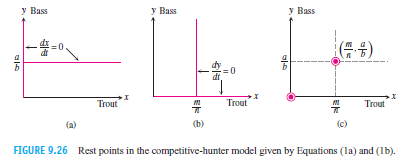 y Bass
dx/dt = 0
a/b
x
Trout
(a)
y Bass
dy/dt = 0
x
m/n
Trout
(b)
y Bass
(m/n, a/b)
a/b
x
m/n
Trout
(c)
FIGURE 9.26 Rest points in the competitive-hunter model given by Equations (1a) and (1b).